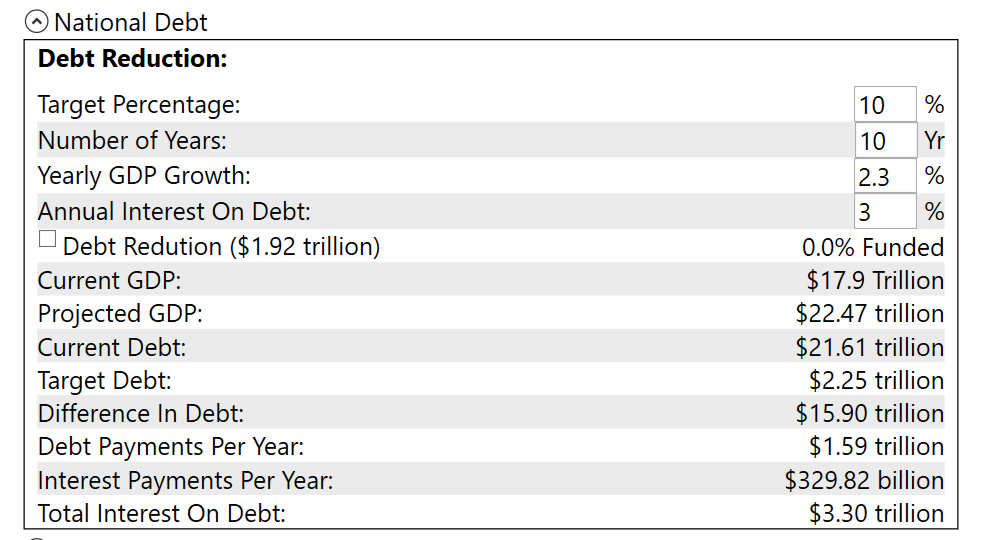 National Debt
Debt Reduction:
Target Percentage: 10 %
Number of Years: 10 Yr
Yearly GDP Growth: 2.3 %
Annual Interest On Debt: 3 %
Debt Redution ($1.92 trillion) 0.0% Funded
Current GDP: $17.9 Trillion
Projected GDP: $22.47 trillion
Current Debt: $21.61 trillion
Target Debt: $2.25 trillion
Difference In Debt: $15.90 trillion
Debt Payments Per Year: $1.59 trillion
Interest Payments Per Year: $329.82 billion
Total Interest On Debt: $3.30 trillion